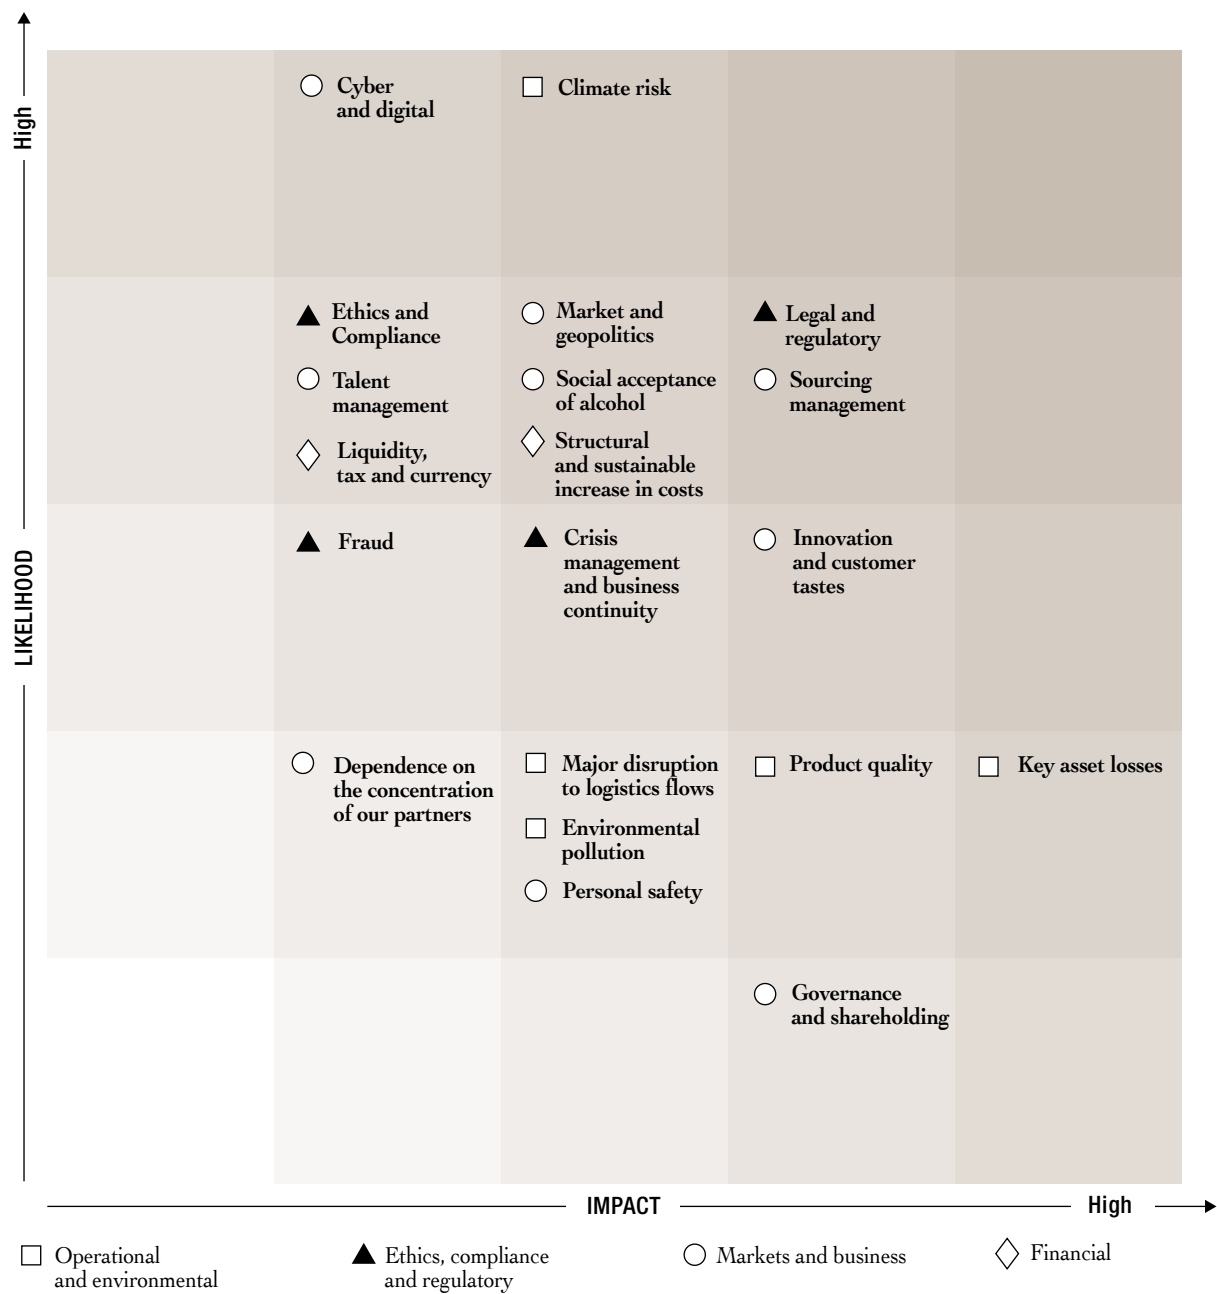 High
LIKELIHOOD
Cyber
and digital
Climate risk
Ethics and
Compliance
Market and
geopolitics
Legal and
regulatory
Talent
management
Social acceptance
of alcohol
Sourcing
management
Liquidity,
tax and currency
Structural
and sustainable
increase in costs
Fraud
Crisis
management
and business
continuity
Innovation
and customer
tastes
Dependence on
the concentration
of our partners
Major disruption
to logistics flows
Product quality
Key asset losses
Environmental
pollution
Personal safety
Governance
and shareholding
IMPACT
High
Operational
and environmental
Ethics, compliance
and regulatory
Markets and business
Financial